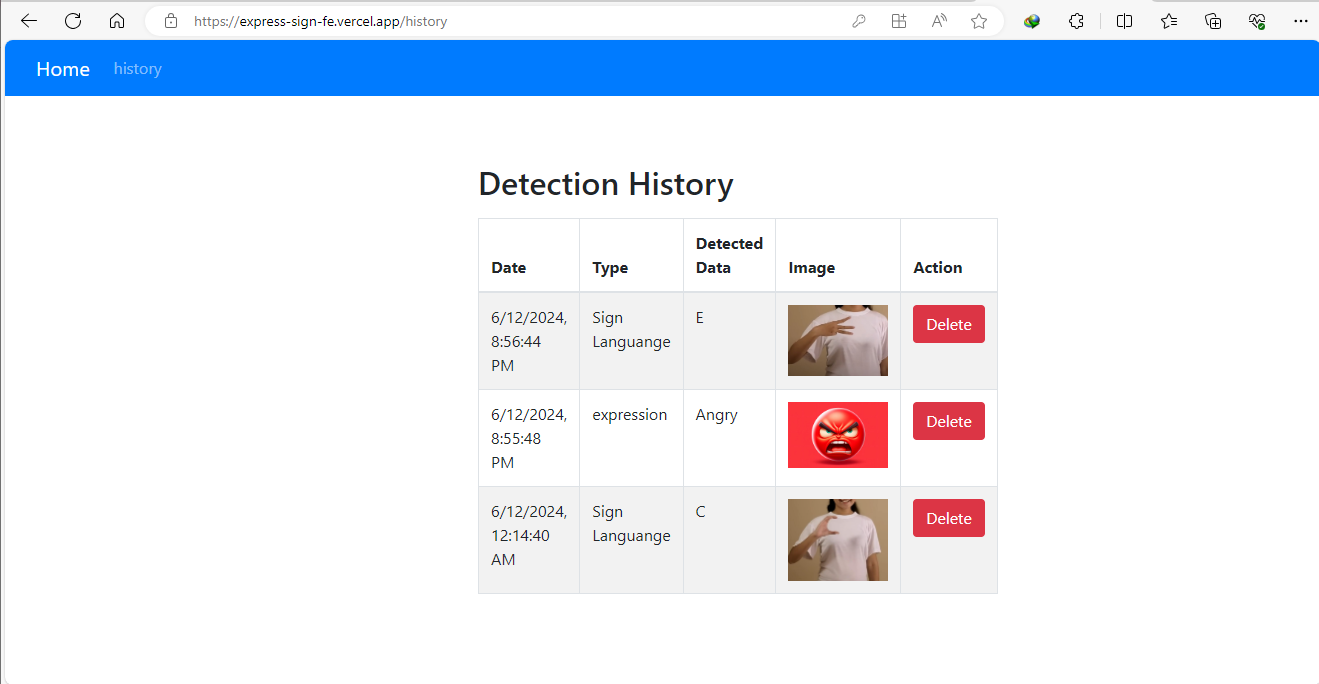 https://express-sign-fe.vercel.app/history
Home history
Detection History
Date Type Detected Data Image Action
6/12/2024, 8:56:44 PM Sign Languange E Delete
6/12/2024, 8:55:48 PM expression Angry Delete
6/12/2024, 12:14:40 AM Sign Languange C Delete